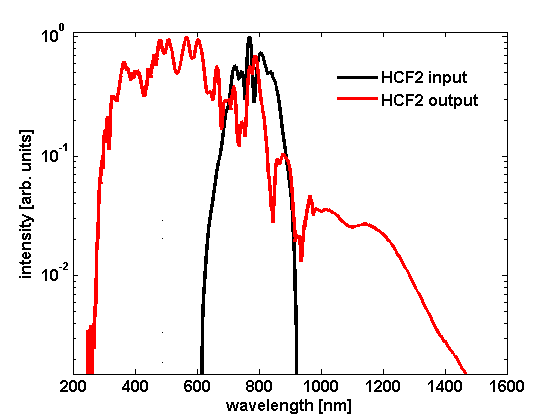 10^0
10^-1
10^-2
intensity [arb. units]
HCF2 input
HCF2 output
200 400 600 800 1000 1200 1400 1600
wavelength [nm]